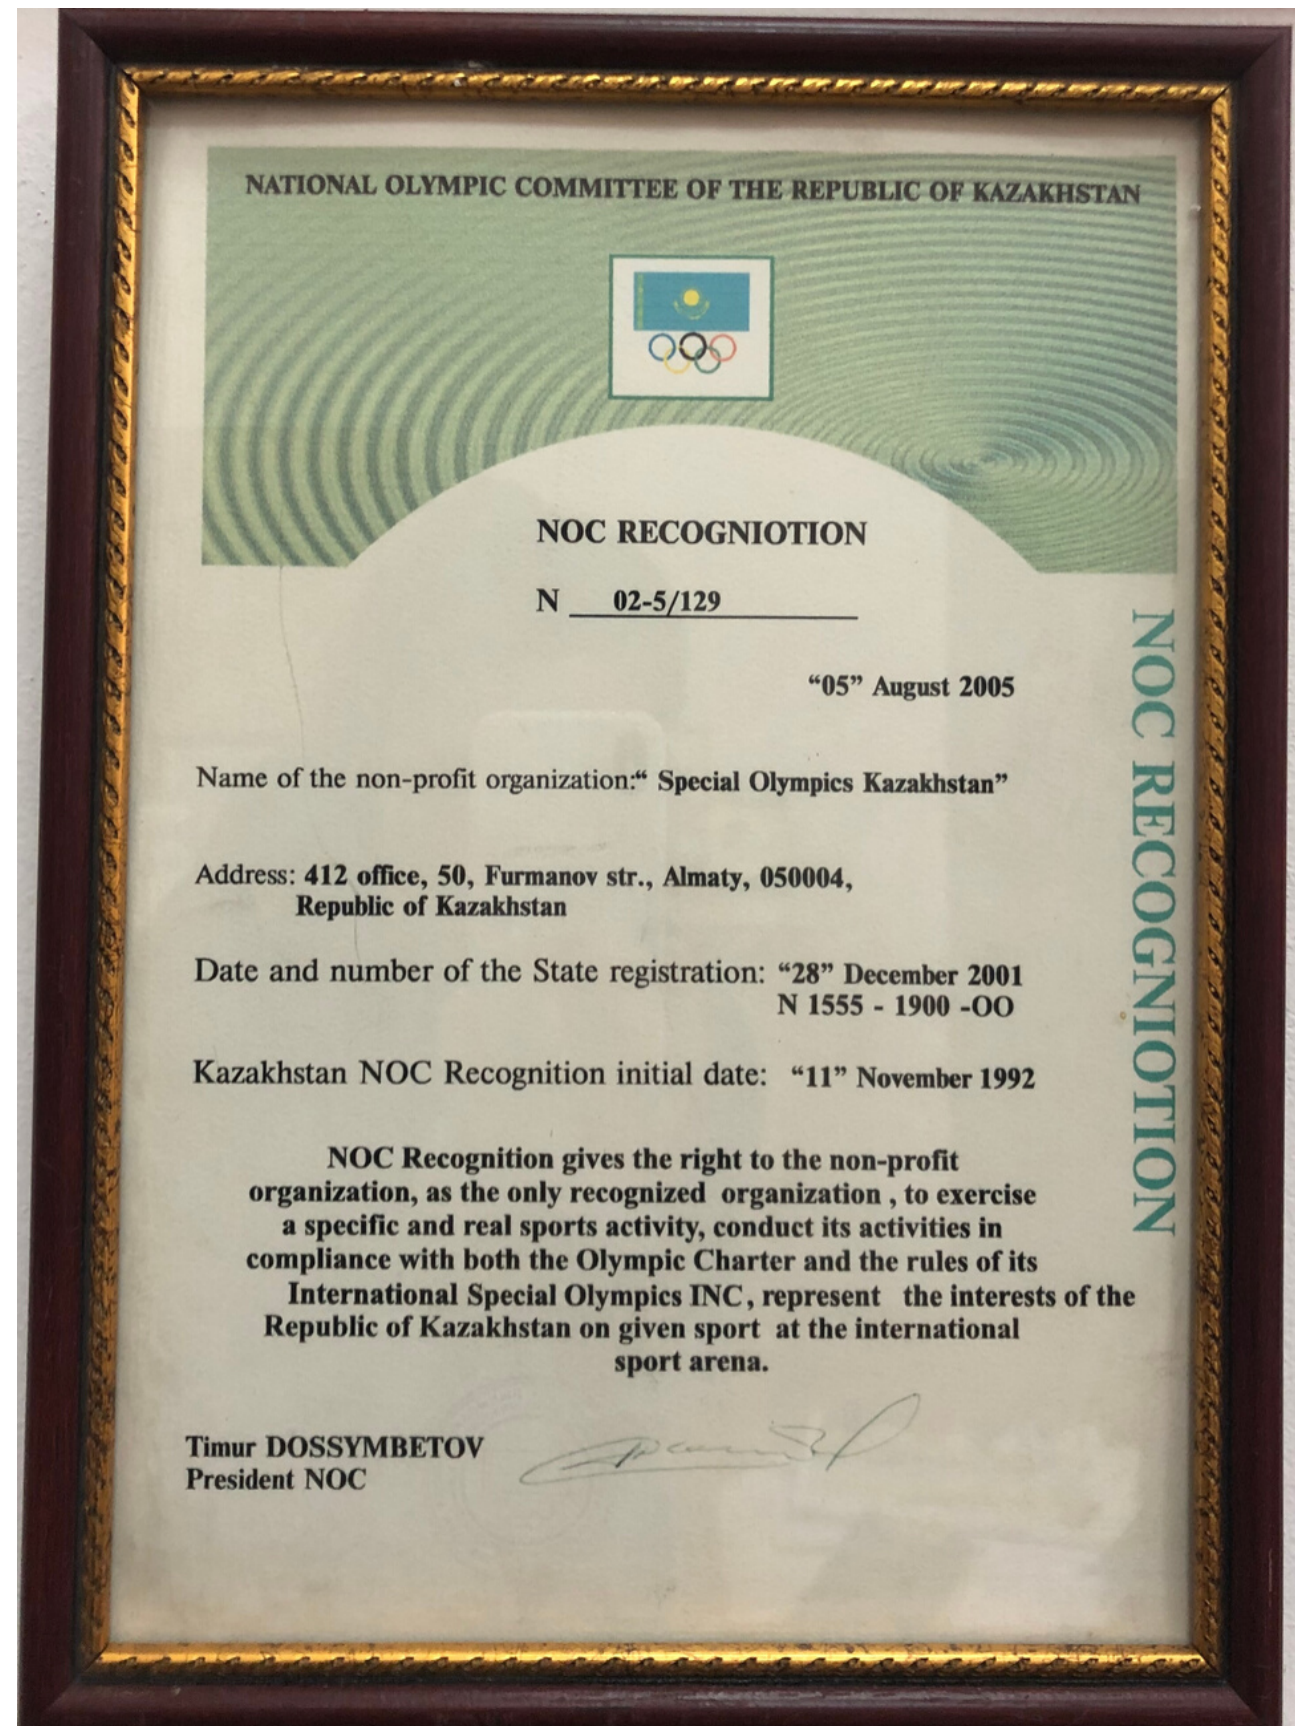 NATIONAL OLYMPIC COMMITTEE OF THE REPUBLIC OF KAZAKHSTAN
NOC RECOGNIOTION
N 02-5/129
“05” August 2005
Name of the non-profit organization:“ Special Olympics Kazakhstan”
Address: 412 office, 50, Furmanov str., Almaty, 050004,
Republic of Kazakhstan
Date and number of the State registration: “28” December 2001
N 1555 - 1900 -OO
Kazakhstan NOC Recognition initial date: “11” November 1992
NOC Recognition gives the right to the non-profit
organization, as the only recognized organization , to exercise
a specific and real sports activity, conduct its activities in
compliance with both the Olympic Charter and the rules of its
International Special Olympics INC, represent the interests of the
Republic of Kazakhstan on given sport at the international
sport arena.
Timur DOSSYMBETOV
President NOC
NOC RECOGNIOTION